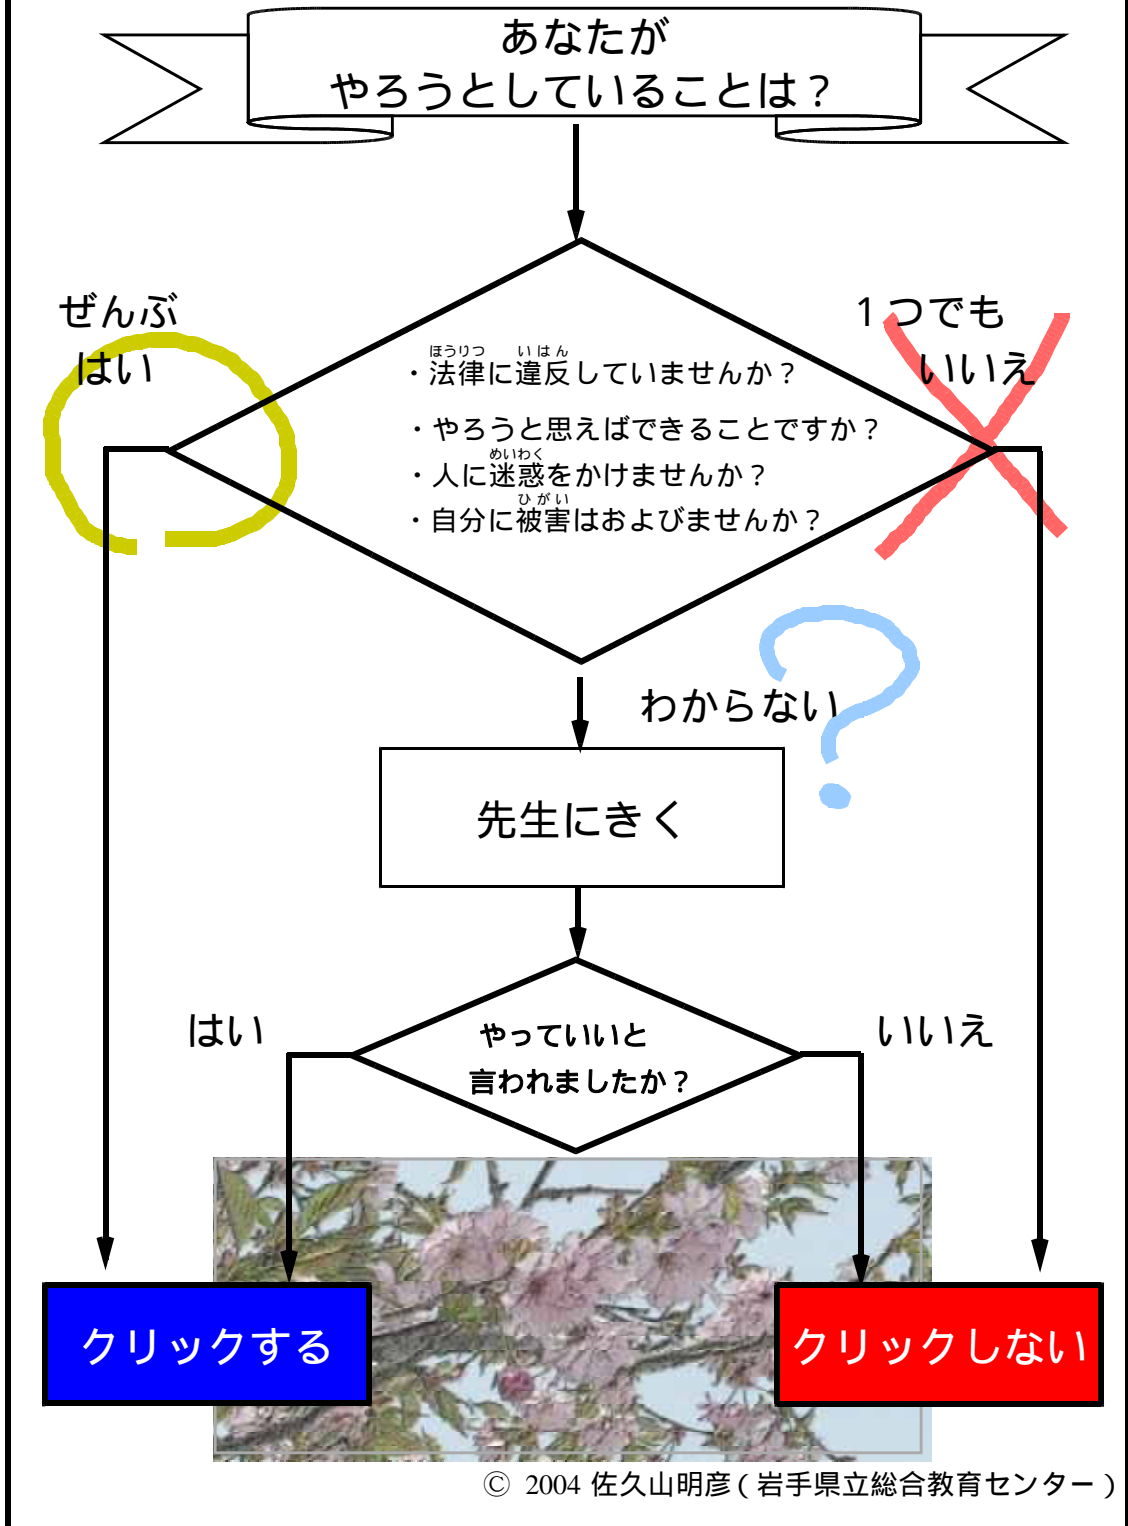 あなたが
やろうとしていることは？
ぜんぶ
はい
１つでも
いいえ
ほうりつ いはん
・法律に違反していませんか？
・やろうと思えばできることですか？
めいわく
・人に迷惑をかけませんか？
ひがい
・自分に被害はおよびませんか？
わからない
先生にきく
はい
やっていいと
言われましたか？
いいえ
クリックする
クリックしない
© 2004 佐久山明彦（岩手県立総合教育センター）